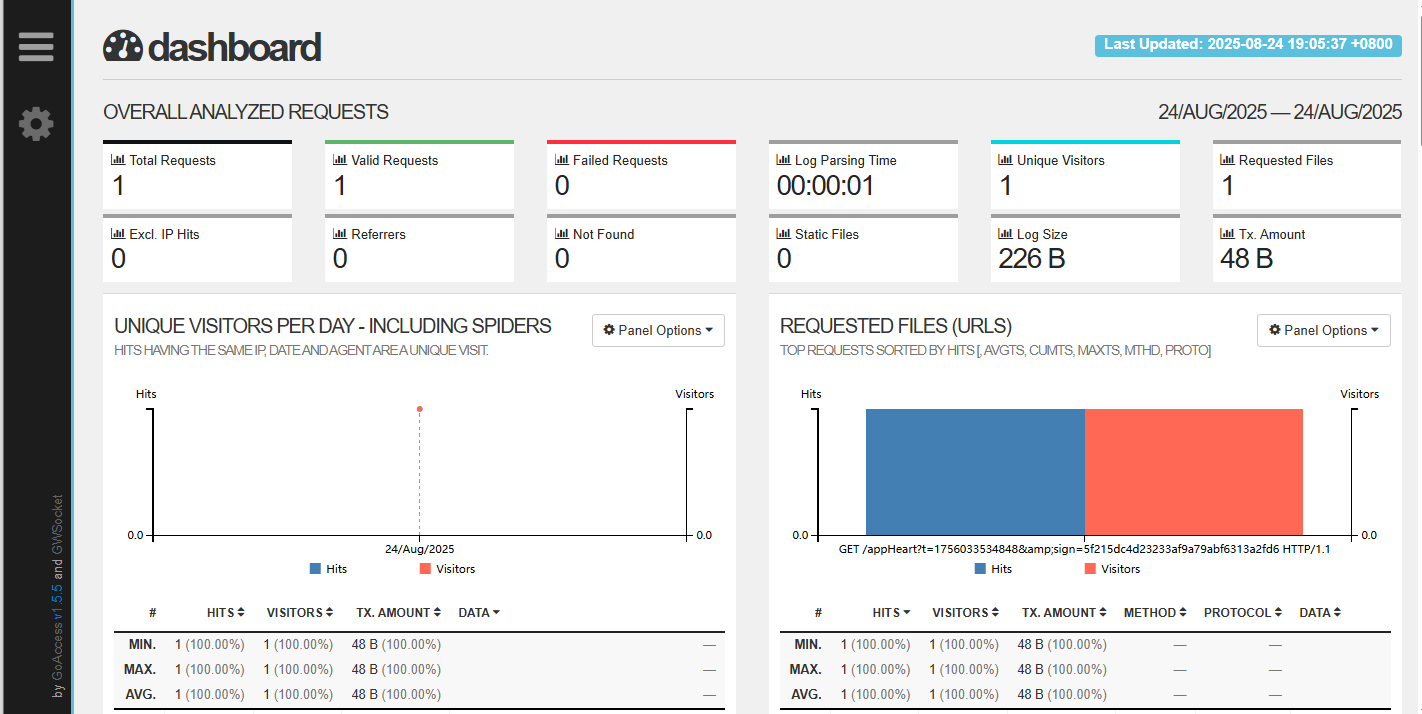 dashboard
Last Updated: 2025-08-24 19:05:37 +0800
OVERALL ANALYZED REQUESTS
24/AUG/2025 — 24/AUG/2025
Total Requests
1
Valid Requests
1
Failed Requests
0
Log Parsing Time
00:00:01
Unique Visitors
1
Requested Files
1
Excl. IP Hits
0
Referrers
0
Not Found
0
Static Files
0
Log Size
226 B
Tx. Amount
48 B
UNIQUE VISITORS PER DAY - INCLUDING SPIDERS
Panel Options
HITS HAVING THE SAME IP, DATE AND AGENT ARE A UNIQUE VISIT.
Hits
Visitors
0.0
0.0
24/Aug/2025
Hits Visitors
# HITS VISITORS TX. AMOUNT DATA
MIN. 1 (100.00%) 1 (100.00%) 48 B (100.00%) —
MAX. 1 (100.00%) 1 (100.00%) 48 B (100.00%) —
AVG. 1 (100.00%) 1 (100.00%) 48 B (100.00%) —
REQUESTED FILES (URLS)
Panel Options
TOP REQUESTS SORTED BY HITS [, AVGTS, CUMTS, MAXTS, MTHD, PROTO]
Hits
Visitors
0.0
0.0
GET /appHeart?t=1756033534848&amp;sign=5f215dc4d23233af9a79abf6313a2fd6 HTTP/1.1
Hits Visitors
# HITS VISITORS TX. AMOUNT METHOD PROTOCOL DATA
MIN. 1 (100.00%) 1 (100.00%) 48 B (100.00%) — —
MAX. 1 (100.00%) 1 (100.00%) 48 B (100.00%) — —
AVG. 1 (100.00%) 1 (100.00%) 48 B (100.00%) — —
by GoAccess v1.5.5 and GWSocket